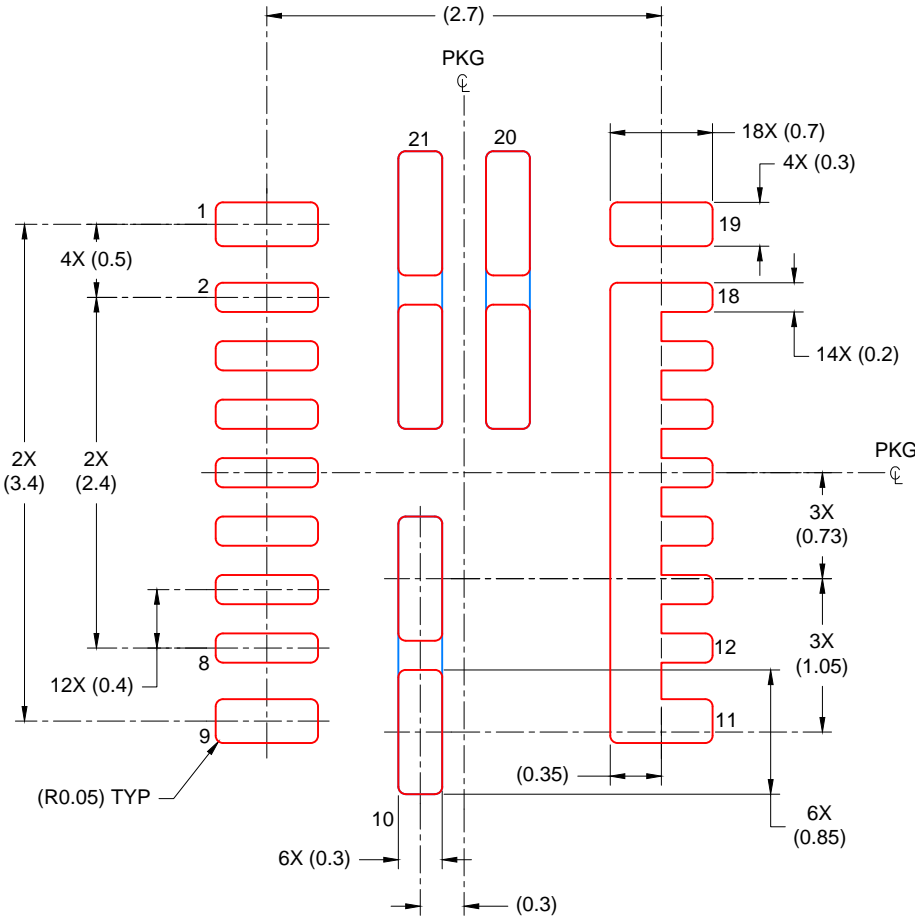 (2.7)
PKG
℄
21
20
18X (0.7)
4X (0.3)
1
19
4X (0.5)
2
18
14X (0.2)
2X
(3.4)
2X
(2.4)
PKG
℄
3X
(0.73)
3X
(1.05)
8
12
12X (0.4)
9
11
(R0.05) TYP
(0.35)
10
6X
(0.85)
6X (0.3)
(0.3)